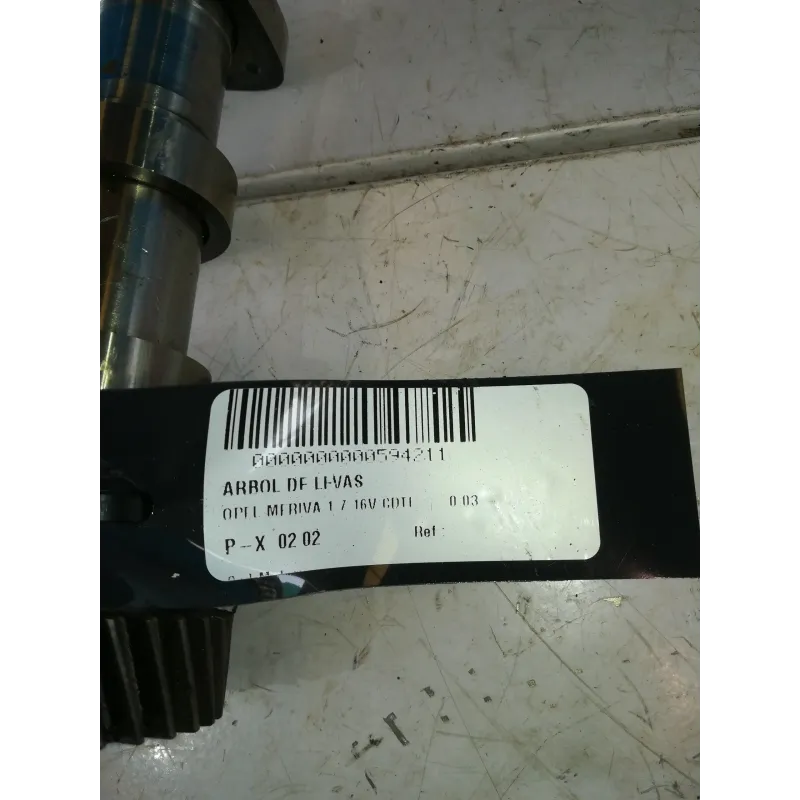 0000000000594211
ARBOL DE LEVAS
OPEL MERIVA 1.7 16V CDTI 0.03 -
P-X 02 02 Ref :